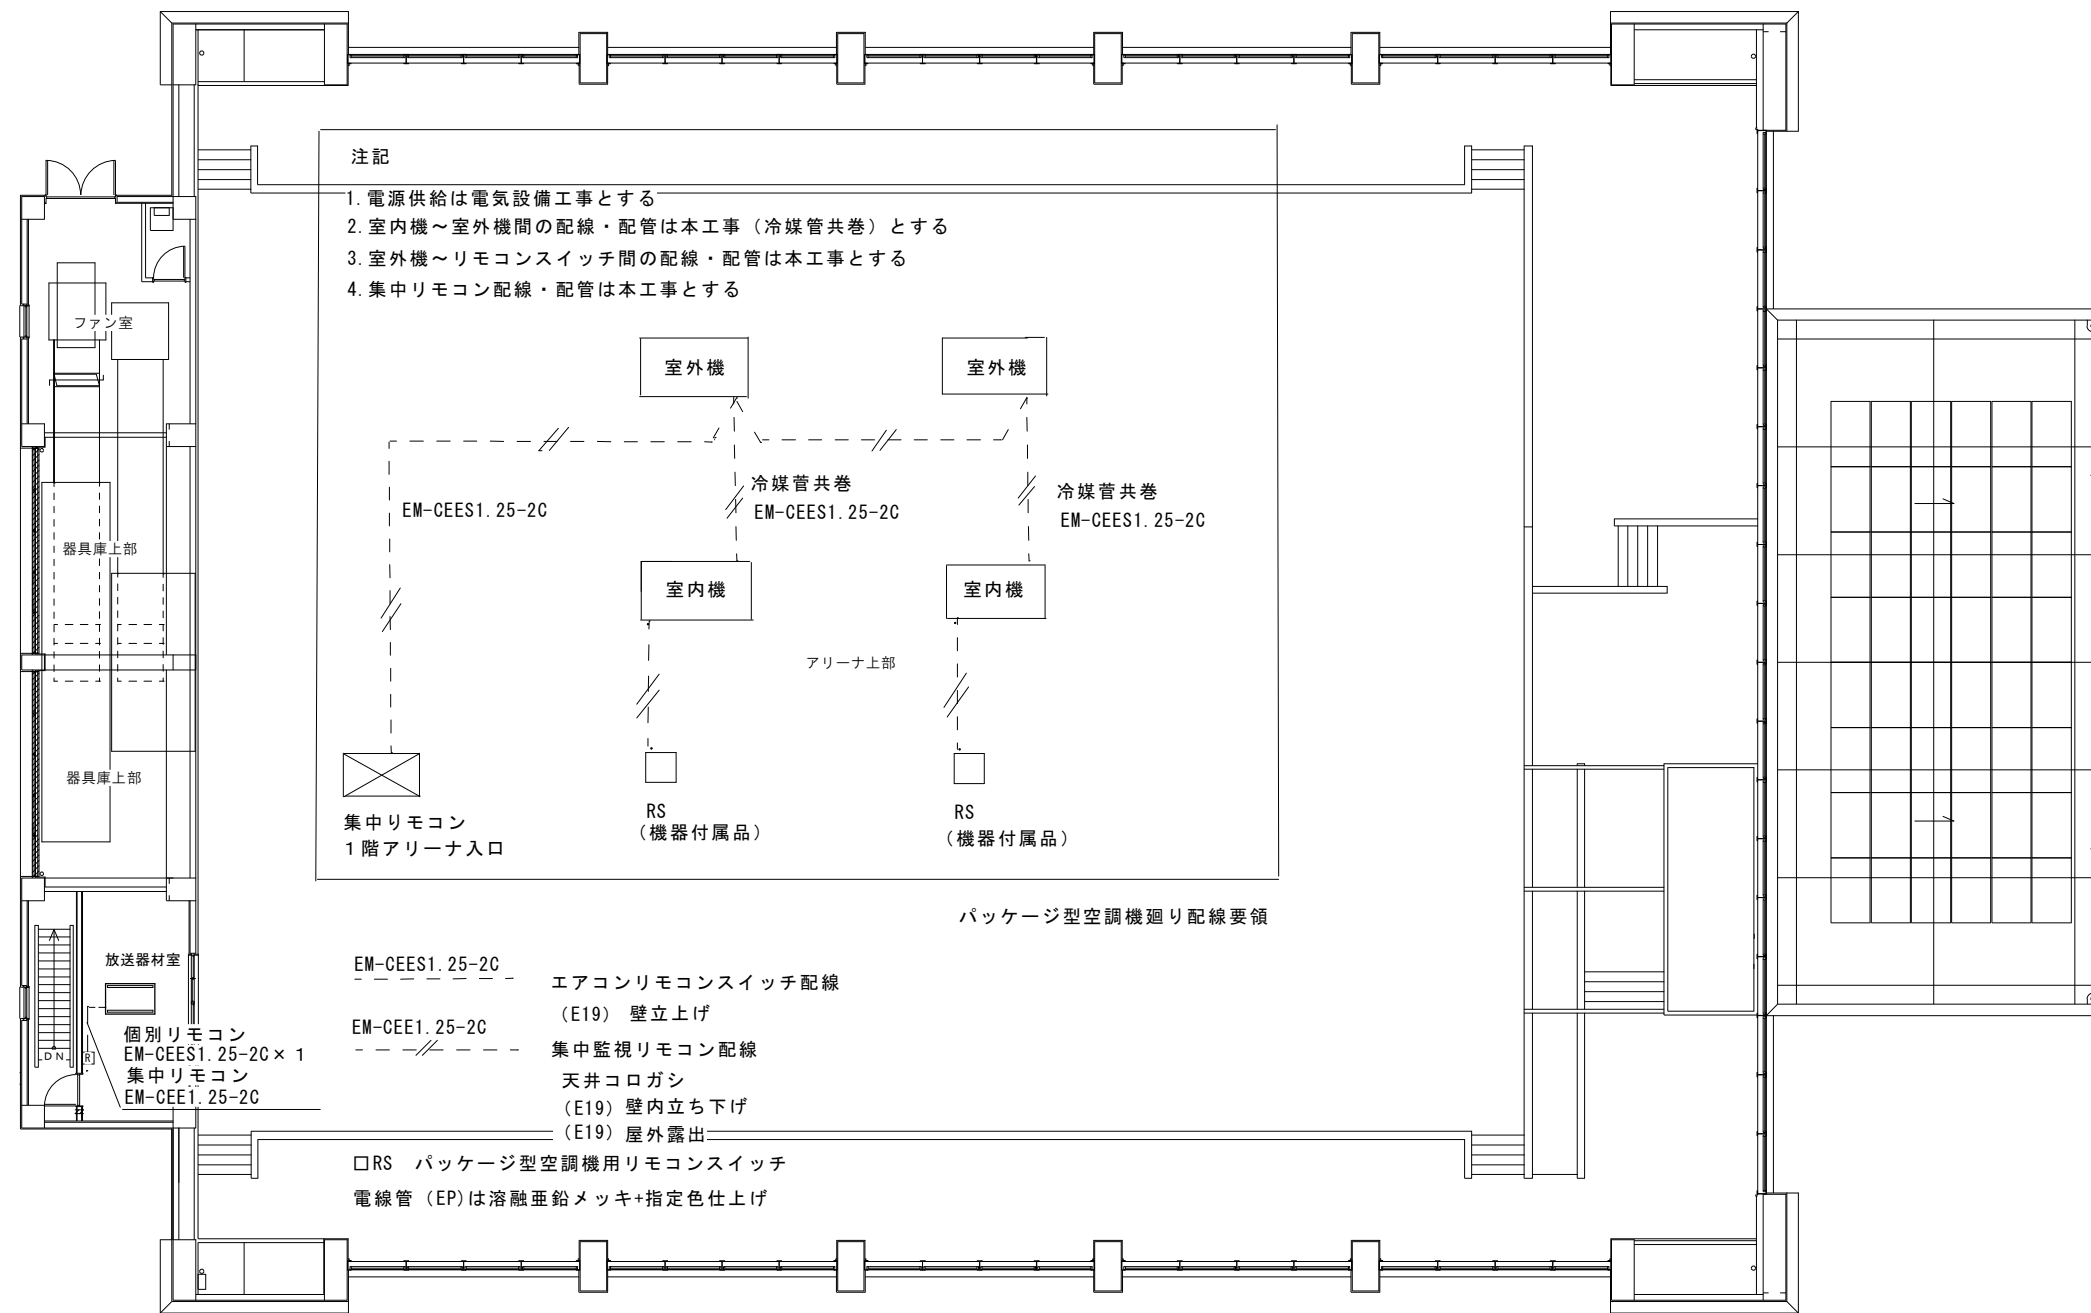 注記
1. 電源供給は電気設備工事とする
2. 室内機～室外機間の配線・配管は本工事（冷媒管共巻）とする
3. 室外機～リモコンスイッチ間の配線・配管は本工事とする
4. 集中リモコン配線・配管は本工事とする
ファン室
室外機
室外機
冷媒菅共巻
EM-CEES1.25-2C
冷媒菅共巻
EM-CEES1.25-2C
EM-CEES1.25-2C
器具庫上部
室内機
室内機
アリーナ上部
器具庫上部
集中りモコン
1階アリーナ入口
RS
（機器付属品）
RS
（機器付属品）
パッケージ型空調機廻り配線要領
放送器材室
DN
R
個別リモコン
EM-CEES1.25-2C× 1
集中リモコン
EM-CEE1.25-2C
EM-CEES1.25-2C
エアコンリモコンスイッチ配線
（E19） 壁立上げ
EM-CEE1.25-2C
集中監視リモコン配線
天井コロガシ
（E19）壁内立ち下げ
（E19）屋外露出
□RS パッケージ型空調機用リモコンスイッチ
電線管（EP)は溶融亜鉛メッキ+指定色仕上げ